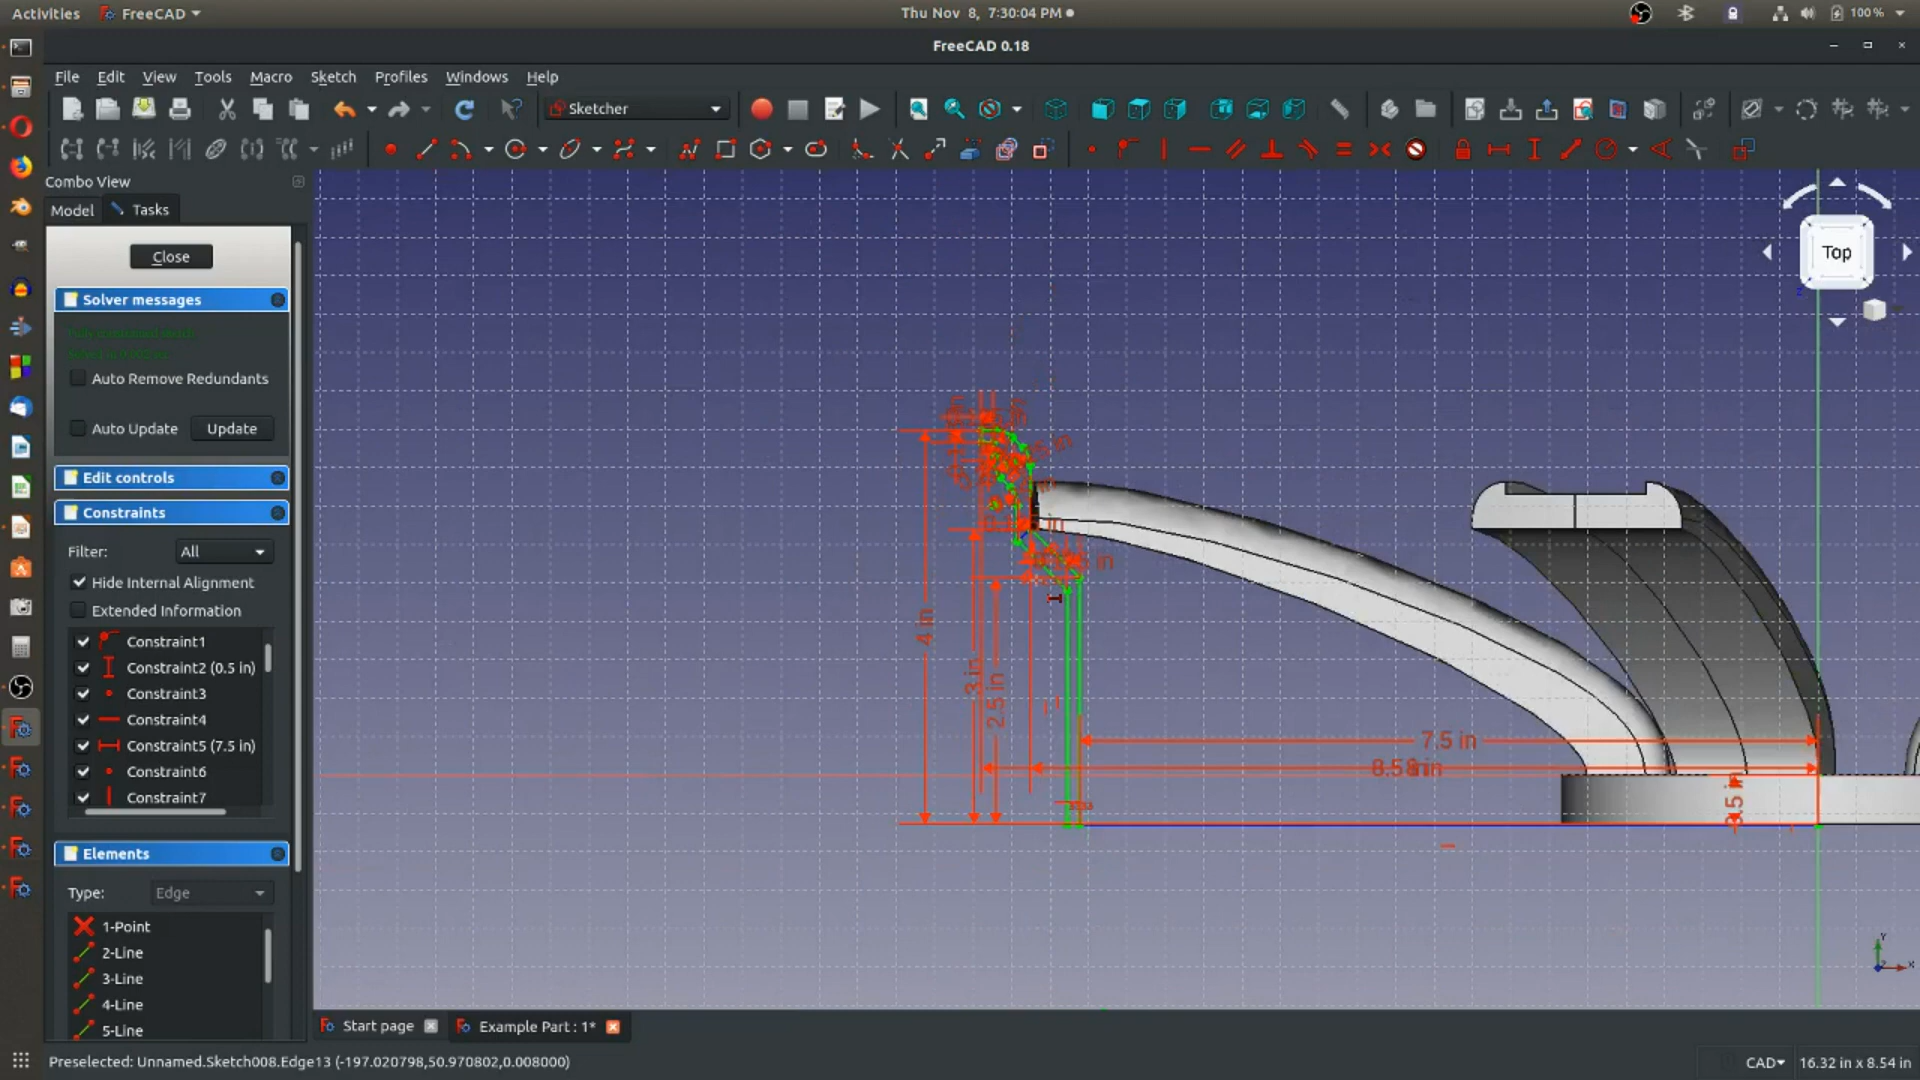 Activities FreeCAD Thu Nov 8, 7:30:04 PM 100%
FreeCAD 0.18
File Edit View Tools Macro Sketch Profiles Windows Help
Sketcher
Combo View
Model Tasks
Close
Solver messages
Auto Remove Redundants
Auto Update Update
Edit controls
Constraints
Filter: All
Hide Internal Alignment
Extended Information
Constraint1
Constraint2 (0.5 in)
Constraint3
Constraint4
Constraint5 (7.5 in)
Constraint6
Constraint7
Elements
Type: Edge
1-Point
2-Line
3-Line
4-Line
5-Line
Top
4 in
3 in
2.5 in
7.5 in
Y
X
Start page Example Part : 1*
Preselected: Unnamed.Sketch008.Edge13 (-197.020798,50.970802,0.008000)
CAD 16.32 in x 8.54 in